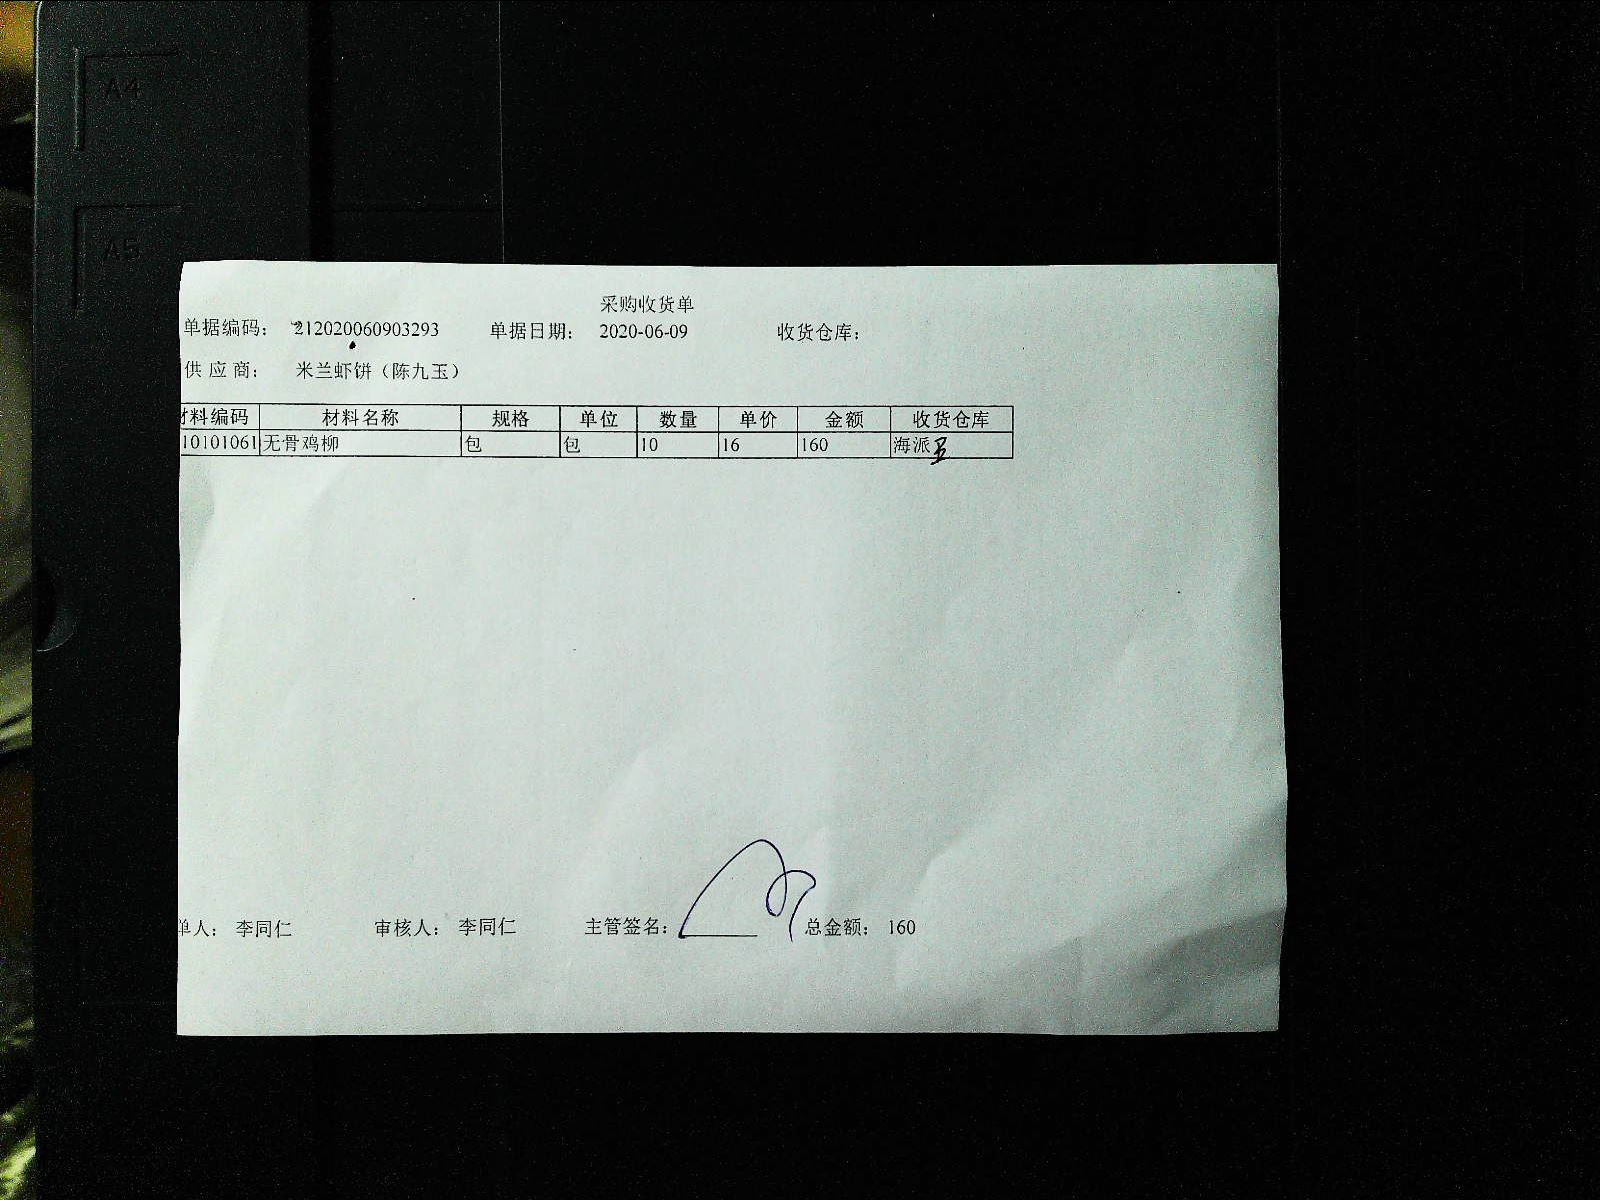 A4
A5
采购收货单
单据编码： 212020060903293 单据日期： 2020-06-09 收货仓库：
供应商： 米兰虾饼（陈九玉）
材料编码 材料名称 规格 单位 数量 单价 金额 收货仓库
10101061 无骨鸡柳 包 包 10 16 160 海派
单人： 李同仁 审核人： 李同仁 主管签名： 总金额： 160